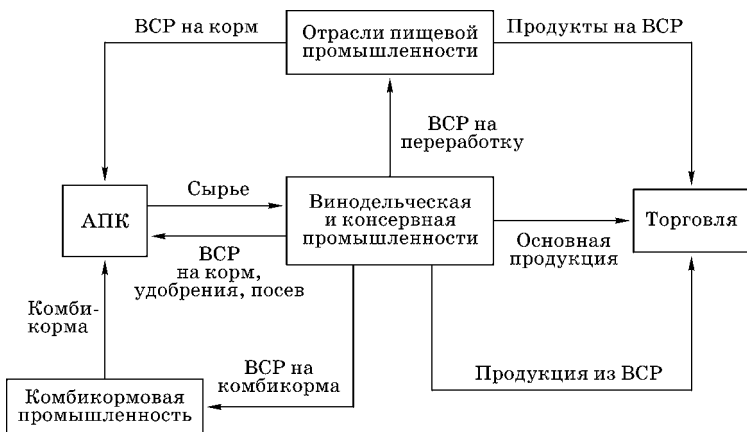 ВСР на корм
Отрасли пищевой
промышленности
Продукты на ВСР
ВСР на
переработку
АПК
Сырье
Винодельческая
и консервная
промышленности
Торговля
Основная
продукция
ВСР
на корм,
удобрения, посев
Комби-
корма
ВСР на
комбикорма
Продукция из ВСР
Комбикормовая
промышленность